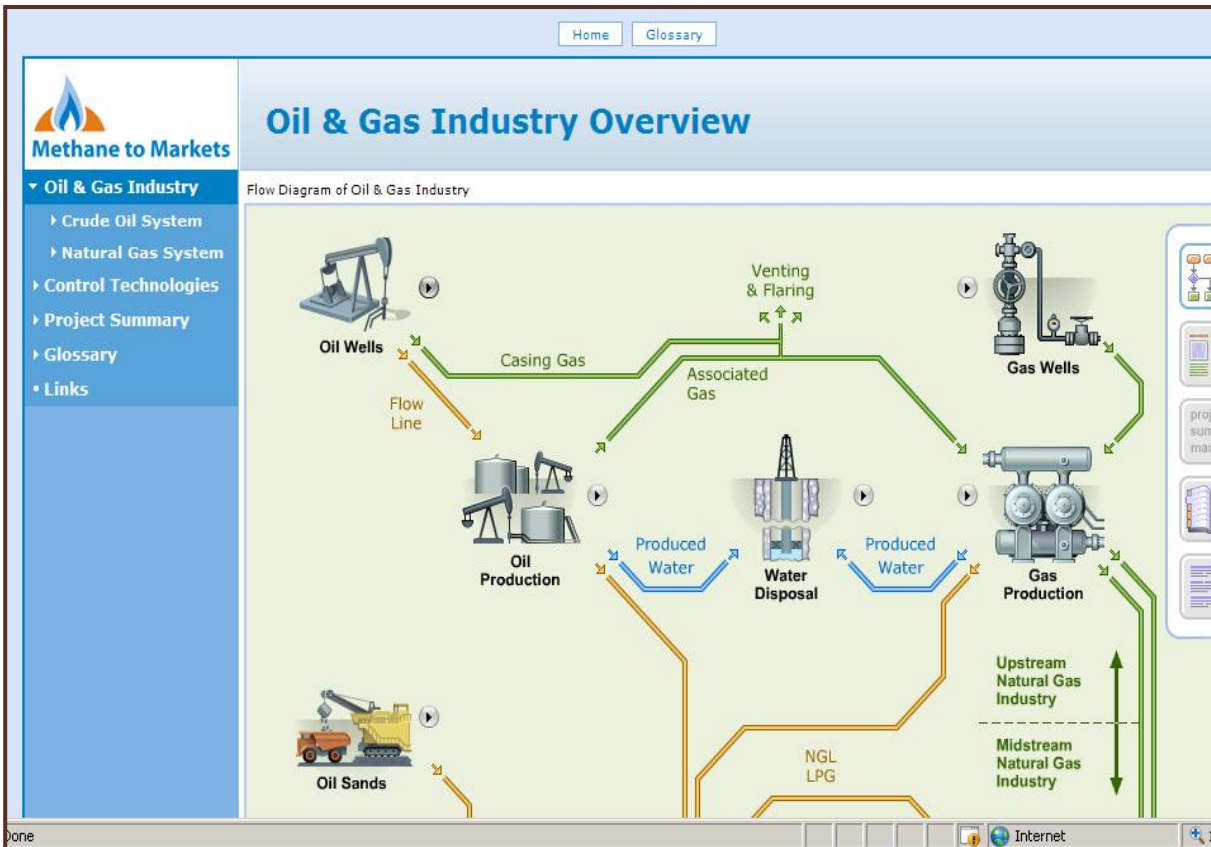 Home Glossary
Methane to Markets
Oil & Gas Industry Overview
Oil & Gas Industry
Crude Oil System
Natural Gas System
Control Technologies
Project Summary
Glossary
Links
Flow Diagram of Oil & Gas Industry
Venting
& Flaring
Oil Wells
Casing Gas
Associated
Gas
Gas Wells
Flow
Line
Oil
Production
Produced
Water
Water
Disposal
Produced
Water
Gas
Production
Upstream
Natural Gas
Industry
Midstream
Natural Gas
Industry
Oil Sands
NGL
LPG
Internet